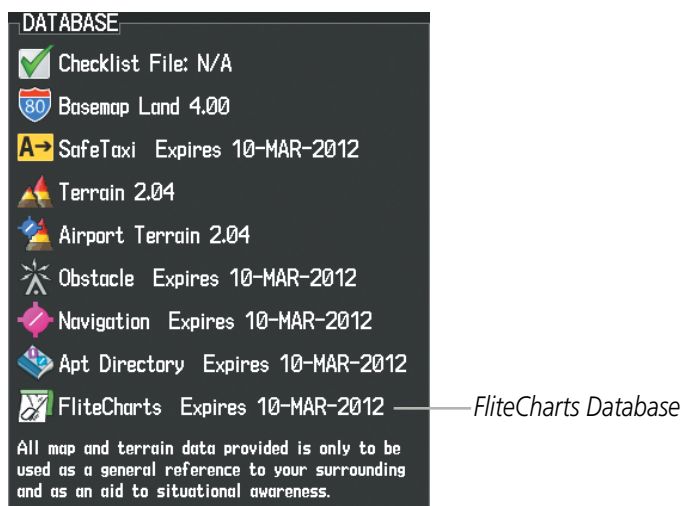 DATABASE
Checklist File: N/A
80 Basemap Land 4.00
A→ SafeTaxi Expires 10-MAR-2012
Terrain 2.04
Airport Terrain 2.04
Obstacle Expires 10-MAR-2012
Navigation Expires 10-MAR-2012
Apt Directory Expires 10-MAR-2012
FliteCharts Expires 10-MAR-2012 FliteCharts Database
All map and terrain data provided is only to be
used as a general reference to your surrounding
and as an aid to situational awareness.